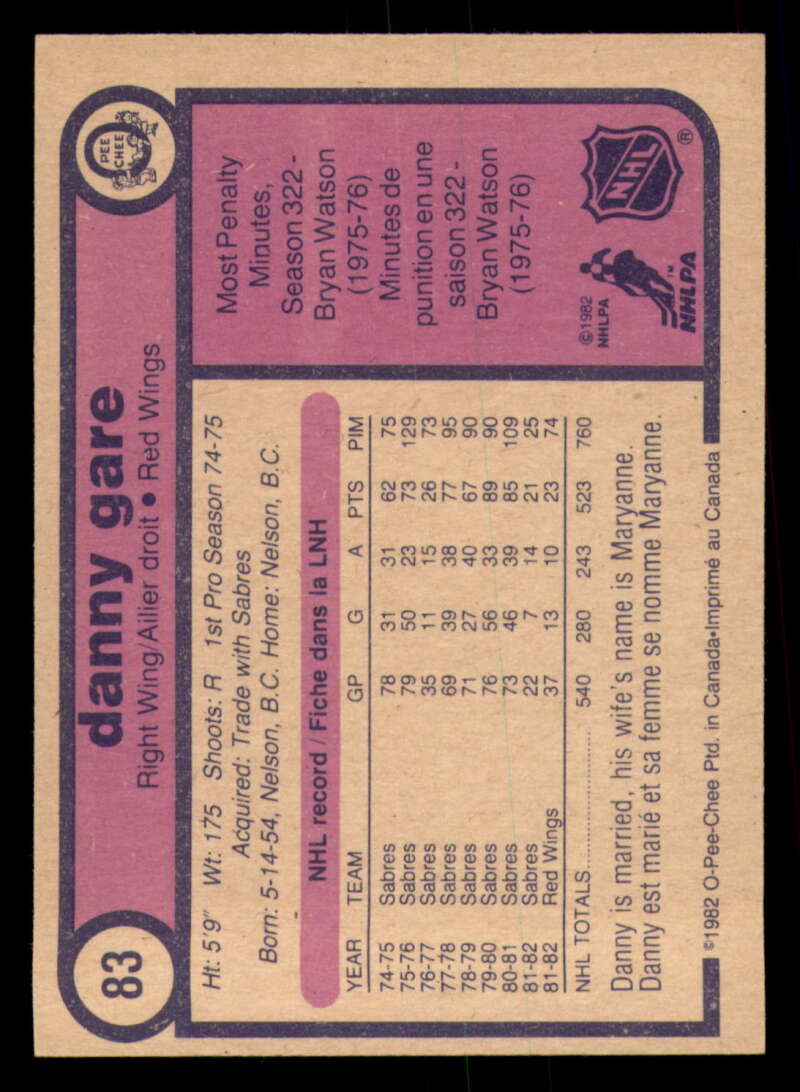 83
danny gare
Right Wing/Ailier droit • Red Wings
O PEE CHEE
Ht: 5'9" Wt: 175 Shoots: R 1st Pro Season 74-75
Acquired: Trade with Sabres
Born: 5-14-54, Nelson, B.C. Home: Nelson, B.C.
NHL record / Fiche dans la LNH
YEAR TEAM GP G A PTS PIM
74-75 Sabres 78 31 31 62 75
75-76 Sabres 79 50 23 73 129
76-77 Sabres 35 11 15 26 73
77-78 Sabres 69 39 38 77 95
78-79 Sabres 71 27 40 67 90
79-80 Sabres 76 56 33 89 90
80-81 Sabres 73 46 39 85 109
81-82 Sabres 22 7 14 21 25
81-82 Red Wings 37 13 10 23 74
NHL TOTALS 540 280 243 523 760
Danny is married, his wife's name is Maryanne.
Danny est marié et sa femme se nomme Maryanne.
Most Penalty
Minutes,
Season 322 -
Bryan Watson
(1975-76)
Minutes de
punition en une
saison 322 -
Bryan Watson
(1975-76)
©1982
NHLPA
NHLPA™
NHL®
©1982 O-Pee-Chee Ptd. in Canada•Imprimé au Canada